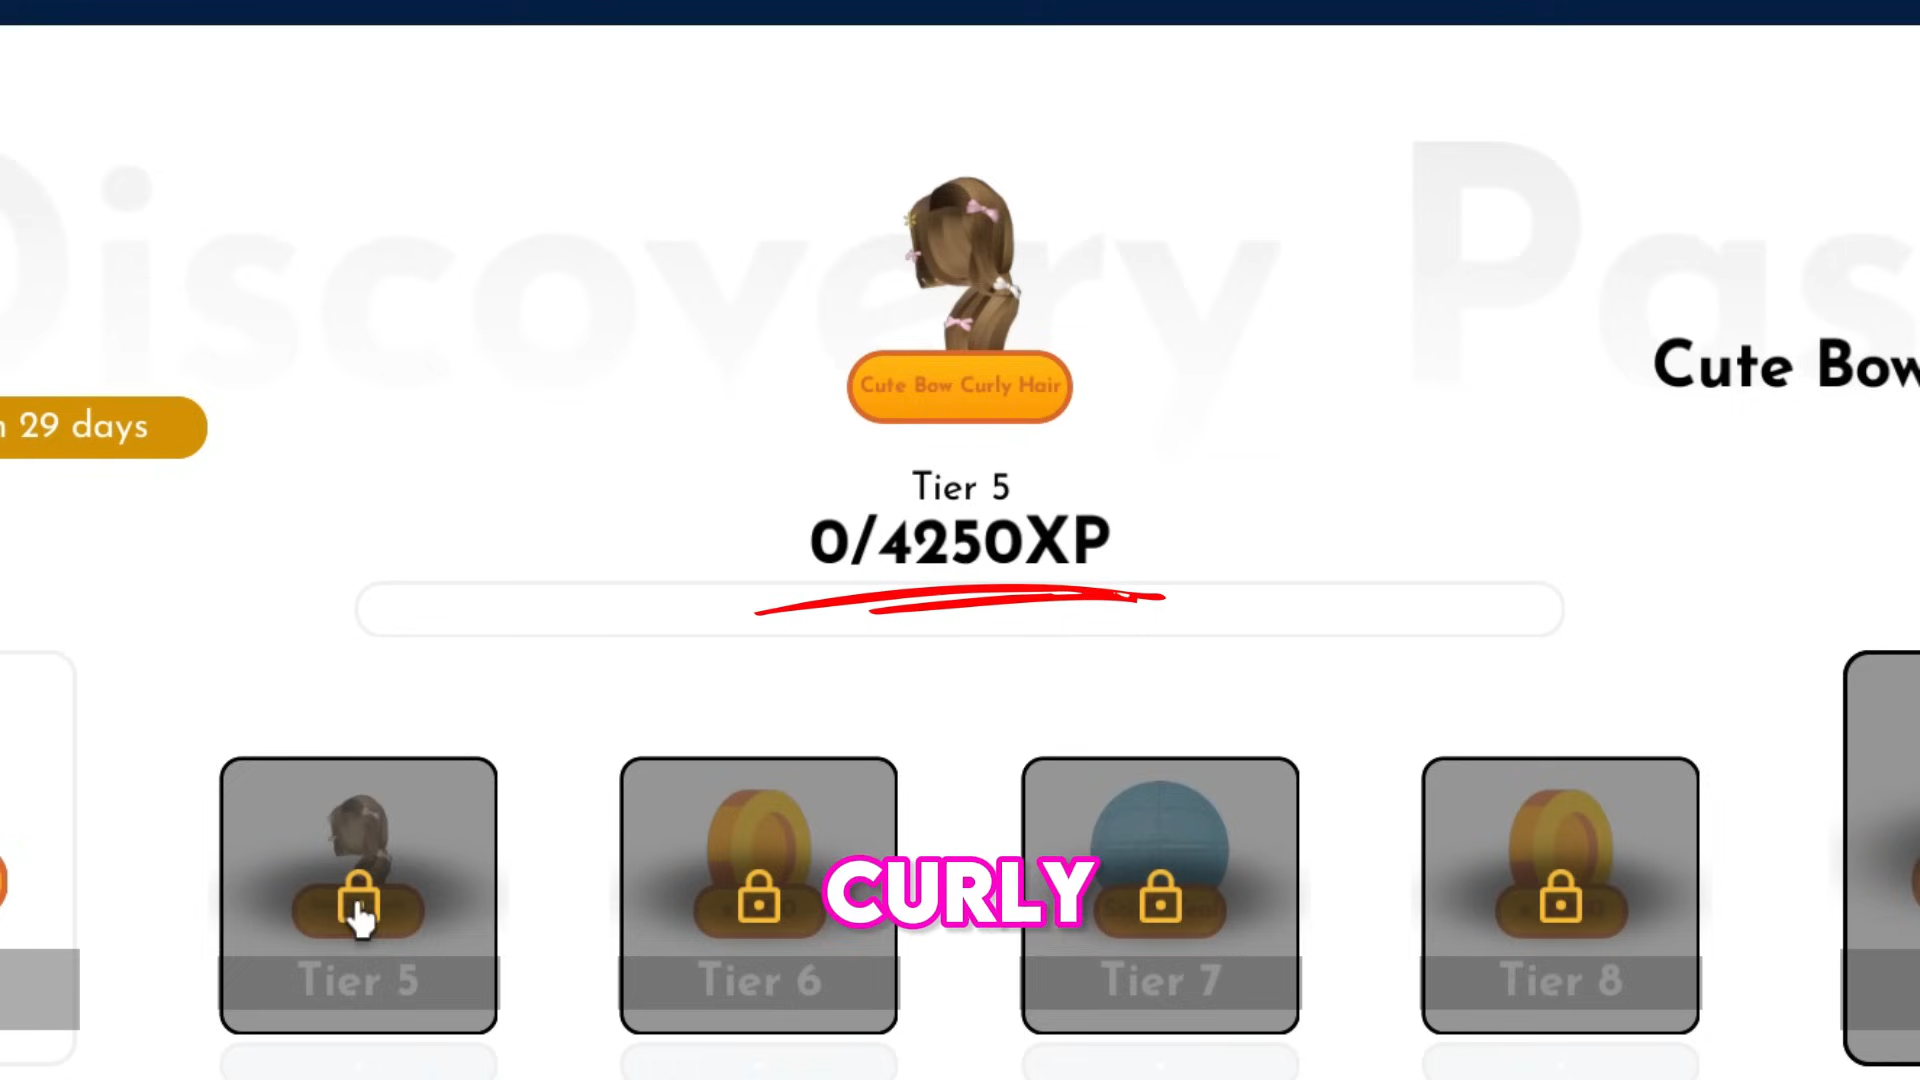 Discovery Pas
Cute Bow Curly Hair
Cute Bow
n 29 days
Tier 5
0/4250XP
CURLY
Tier 5
Tier 6
Tier 7
Tier 8